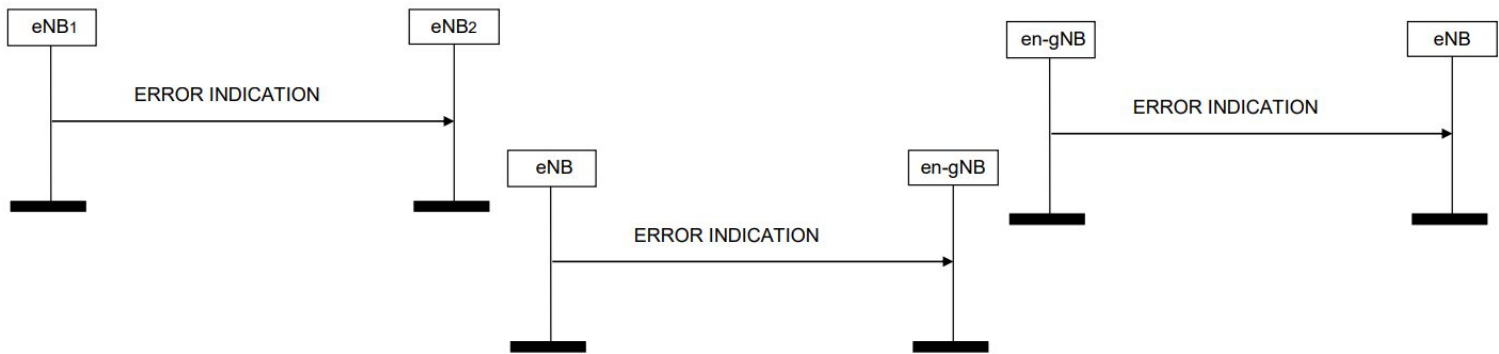 eNB1
eNB2
ERROR INDICATION
eNB
en-gNB
ERROR INDICATION
en-gNB
eNB
ERROR INDICATION